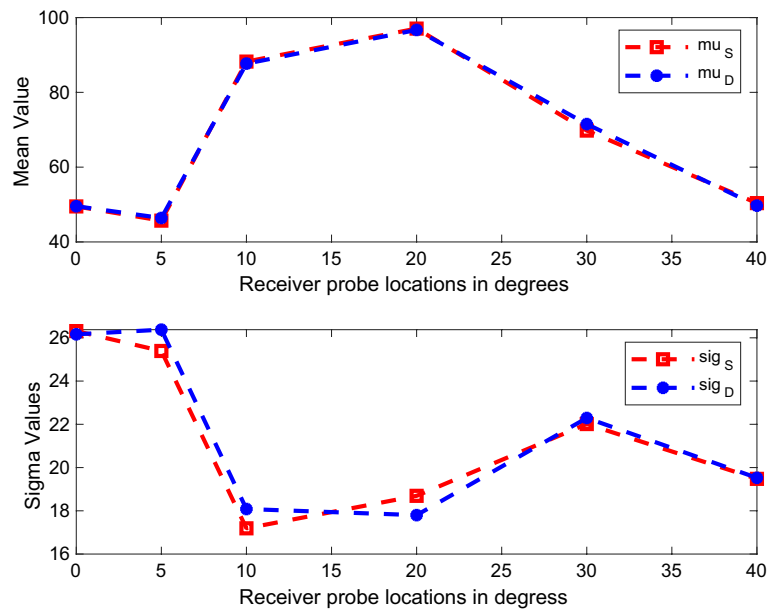 100
80
60
40
Mean Value
mu S
mu D
0 5 10 15 20 25 30 35 40
Receiver probe locations in degrees
26
24
22
20
18
16
Sigma Values
sig S
sig D
0 5 10 15 20 25 30 35 40
Receiver probe locations in degress